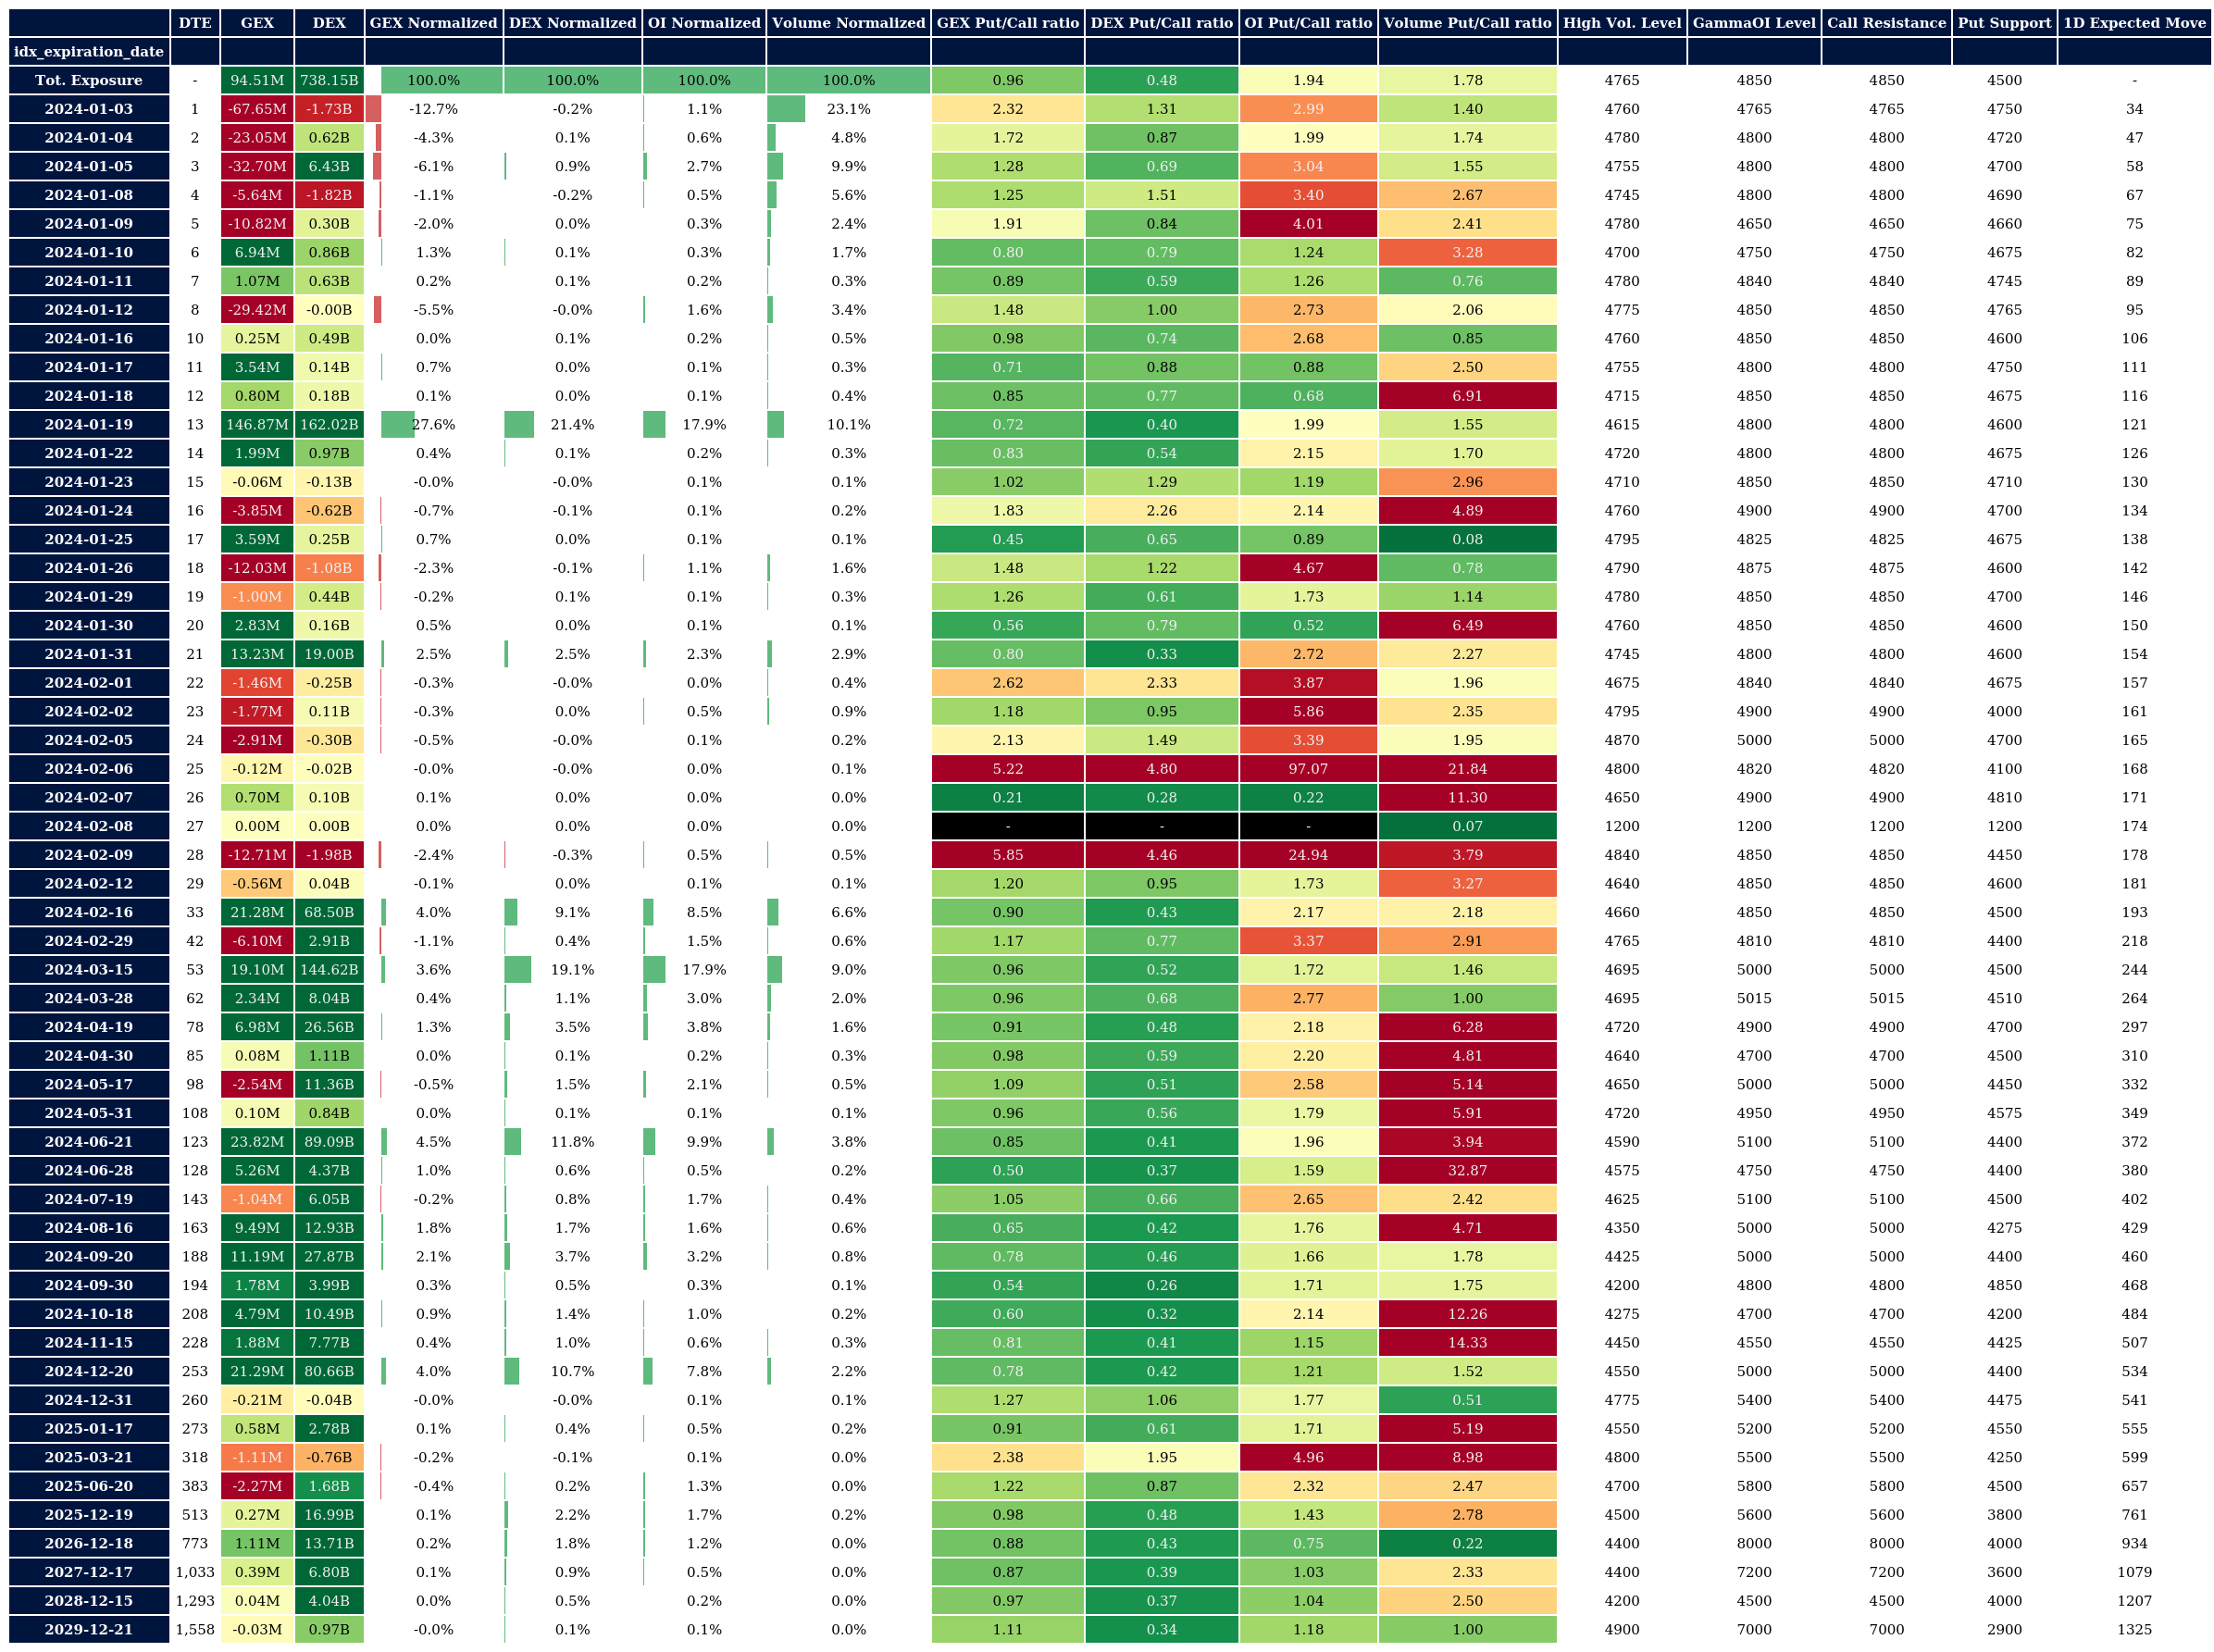 DTE GEX DEX GEX Normalized DEX Normalized OI Normalized Volume Normalized GEX Put/Call ratio DEX Put/Call ratio OI Put/Call ratio Volume Put/Call ratio High Vol. Level GammaOI Level Call Resistance Put Support 1D Expected Move
idx_expiration_date
Tot. Exposure - 94.51M 738.15B 100.0% 100.0% 100.0% 100.0% 0.96 0.48 1.94 1.78 4765 4850 4850 4500 -
2024-01-03 1 -67.65M -1.73B -12.7% -0.2% 1.1% 23.1% 2.32 1.31 2.99 1.40 4760 4765 4765 4750 34
2024-01-04 2 -23.05M 0.62B -4.3% 0.1% 0.6% 4.8% 1.72 0.87 1.99 1.74 4780 4800 4800 4720 47
2024-01-05 3 -32.70M 6.43B -6.1% 0.9% 2.7% 9.9% 1.28 0.69 3.04 1.55 4755 4800 4800 4700 58
2024-01-08 4 -5.64M -1.82B -1.1% -0.2% 0.5% 5.6% 1.25 1.51 3.40 2.67 4745 4800 4800 4690 67
2024-01-09 5 -10.82M 0.30B -2.0% 0.0% 0.3% 2.4% 1.91 0.84 4.01 2.41 4780 4650 4650 4660 75
2024-01-10 6 6.94M 0.86B 1.3% 0.1% 0.3% 1.7% 0.80 0.79 1.24 3.28 4700 4750 4750 4675 82
2024-01-11 7 1.07M 0.63B 0.2% 0.1% 0.2% 0.3% 0.89 0.59 1.26 0.76 4780 4840 4840 4745 89
2024-01-12 8 -29.42M -0.00B -5.5% -0.0% 1.6% 3.4% 1.48 1.00 2.73 2.06 4775 4850 4850 4765 95
2024-01-16 10 0.25M 0.49B 0.0% 0.1% 0.2% 0.5% 0.98 0.74 2.68 0.85 4760 4850 4850 4600 106
2024-01-17 11 3.54M 0.14B 0.7% 0.0% 0.1% 0.3% 0.71 0.88 0.88 2.50 4755 4800 4800 4750 111
2024-01-18 12 0.80M 0.18B 0.1% 0.0% 0.1% 0.4% 0.85 0.77 0.68 6.91 4715 4850 4850 4675 116
2024-01-19 13 146.87M 162.02B 27.6% 21.4% 17.9% 10.1% 0.72 0.40 1.99 1.55 4615 4800 4800 4600 121
2024-01-22 14 1.99M 0.97B 0.4% 0.1% 0.2% 0.3% 0.83 0.54 2.15 1.70 4720 4800 4800 4675 126
2024-01-23 15 -0.06M -0.13B -0.0% -0.0% 0.1% 0.1% 1.02 1.29 1.19 2.96 4710 4850 4850 4710 130
2024-01-24 16 -3.85M -0.62B -0.7% -0.1% 0.1% 0.2% 1.83 2.26 2.14 4.89 4760 4900 4900 4700 134
2024-01-25 17 3.59M 0.25B 0.7% 0.0% 0.1% 0.1% 0.45 0.65 0.89 0.08 4795 4825 4825 4675 138
2024-01-26 18 -12.03M -1.08B -2.3% -0.1% 1.1% 1.6% 1.48 1.22 4.67 0.78 4790 4875 4875 4600 142
2024-01-29 19 -1.00M 0.44B -0.2% 0.1% 0.1% 0.3% 1.26 0.61 1.73 1.14 4780 4850 4850 4700 146
2024-01-30 20 2.83M 0.16B 0.5% 0.0% 0.1% 0.1% 0.56 0.79 0.52 6.49 4760 4850 4850 4600 150
2024-01-31 21 13.23M 19.00B 2.5% 2.5% 2.3% 2.9% 0.80 0.33 2.72 2.27 4745 4800 4800 4600 154
2024-02-01 22 -1.46M -0.25B -0.3% -0.0% 0.0% 0.4% 2.62 2.33 3.87 1.96 4675 4840 4840 4675 157
2024-02-02 23 -1.77M 0.11B -0.3% 0.0% 0.5% 0.9% 1.18 0.95 5.86 2.35 4795 4900 4900 4000 161
2024-02-05 24 -2.91M -0.30B -0.5% -0.0% 0.1% 0.2% 2.13 1.49 3.39 1.95 4870 5000 5000 4700 165
2024-02-06 25 -0.12M -0.02B -0.0% -0.0% 0.0% 0.1% 5.22 4.80 97.07 21.84 4800 4820 4820 4100 168
2024-02-07 26 0.70M 0.10B 0.1% 0.0% 0.0% 0.0% 0.21 0.28 0.22 11.30 4650 4900 4900 4810 171
2024-02-08 27 0.00M 0.00B 0.0% 0.0% 0.0% 0.0% - - - 0.07 1200 1200 1200 1200 174
2024-02-09 28 -12.71M -1.98B -2.4% -0.3% 0.5% 0.5% 5.85 4.46 24.94 3.79 4840 4850 4850 4450 178
2024-02-12 29 -0.56M 0.04B -0.1% 0.0% 0.1% 0.1% 1.20 0.95 1.73 3.27 4640 4850 4850 4600 181
2024-02-16 33 21.28M 68.50B 4.0% 9.1% 8.5% 6.6% 0.90 0.43 2.17 2.18 4660 4850 4850 4500 193
2024-02-29 42 -6.10M 2.91B -1.1% 0.4% 1.5% 0.6% 1.17 0.77 3.37 2.91 4765 4810 4810 4400 218
2024-03-15 53 19.10M 144.62B 3.6% 19.1% 17.9% 9.0% 0.96 0.52 1.72 1.46 4695 5000 5000 4500 244
2024-03-28 62 2.34M 8.04B 0.4% 1.1% 3.0% 2.0% 0.96 0.68 2.77 1.00 4695 5015 5015 4510 264
2024-04-19 78 6.98M 26.56B 1.3% 3.5% 3.8% 1.6% 0.91 0.48 2.18 6.28 4720 4900 4900 4700 297
2024-04-30 85 0.08M 1.11B 0.0% 0.1% 0.2% 0.3% 0.98 0.59 2.20 4.81 4640 4700 4700 4500 310
2024-05-17 98 -2.54M 11.36B -0.5% 1.5% 2.1% 0.5% 1.09 0.51 2.58 5.14 4650 5000 5000 4450 332
2024-05-31 108 0.10M 0.84B 0.0% 0.1% 0.1% 0.1% 0.96 0.56 1.79 5.91 4720 4950 4950 4575 349
2024-06-21 123 23.82M 89.09B 4.5% 11.8% 9.9% 3.8% 0.85 0.41 1.96 3.94 4590 5100 5100 4400 372
2024-06-28 128 5.26M 4.37B 1.0% 0.6% 0.5% 0.2% 0.50 0.37 1.59 32.87 4575 4750 4750 4400 380
2024-07-19 143 -1.04M 6.05B -0.2% 0.8% 1.7% 0.4% 1.05 0.66 2.65 2.42 4625 5100 5100 4500 402
2024-08-16 163 9.49M 12.93B 1.8% 1.7% 1.6% 0.6% 0.65 0.42 1.76 4.71 4350 5000 5000 4275 429
2024-09-20 188 11.19M 27.87B 2.1% 3.7% 3.2% 0.8% 0.78 0.46 1.66 1.78 4425 5000 5000 4400 460
2024-09-30 194 1.78M 3.99B 0.3% 0.5% 0.3% 0.1% 0.54 0.26 1.71 1.75 4200 4800 4800 4850 468
2024-10-18 208 4.79M 10.49B 0.9% 1.4% 1.0% 0.2% 0.60 0.32 2.14 12.26 4275 4700 4700 4200 484
2024-11-15 228 1.88M 7.77B 0.4% 1.0% 0.6% 0.3% 0.81 0.41 1.15 14.33 4450 4550 4550 4425 507
2024-12-20 253 21.29M 80.66B 4.0% 10.7% 7.8% 2.2% 0.78 0.42 1.21 1.52 4550 5000 5000 4400 534
2024-12-31 260 -0.21M -0.04B -0.0% -0.0% 0.1% 0.1% 1.27 1.06 1.77 0.51 4775 5400 5400 4475 541
2025-01-17 273 0.58M 2.78B 0.1% 0.4% 0.5% 0.2% 0.91 0.61 1.71 5.19 4550 5200 5200 4550 555
2025-03-21 318 -1.11M -0.76B -0.2% -0.1% 0.1% 0.0% 2.38 1.95 4.96 8.98 4800 5500 5500 4250 599
2025-06-20 383 -2.27M 1.68B -0.4% 0.2% 1.3% 0.0% 1.22 0.87 2.32 2.47 4700 5800 5800 4500 657
2025-12-19 513 0.27M 16.99B 0.1% 2.2% 1.7% 0.2% 0.98 0.48 1.43 2.78 4500 5600 5600 3800 761
2026-12-18 773 1.11M 13.71B 0.2% 1.8% 1.2% 0.0% 0.88 0.43 0.75 0.22 4400 8000 8000 4000 934
2027-12-17 1,033 0.39M 6.80B 0.1% 0.9% 0.5% 0.0% 0.87 0.39 1.03 2.33 4400 7200 7200 3600 1079
2028-12-15 1,293 0.04M 4.04B 0.0% 0.5% 0.2% 0.0% 0.97 0.37 1.04 2.50 4200 4500 4500 4000 1207
2029-12-21 1,558 -0.03M 0.97B -0.0% 0.1% 0.1% 0.0% 1.11 0.34 1.18 1.00 4900 7000 7000 2900 1325